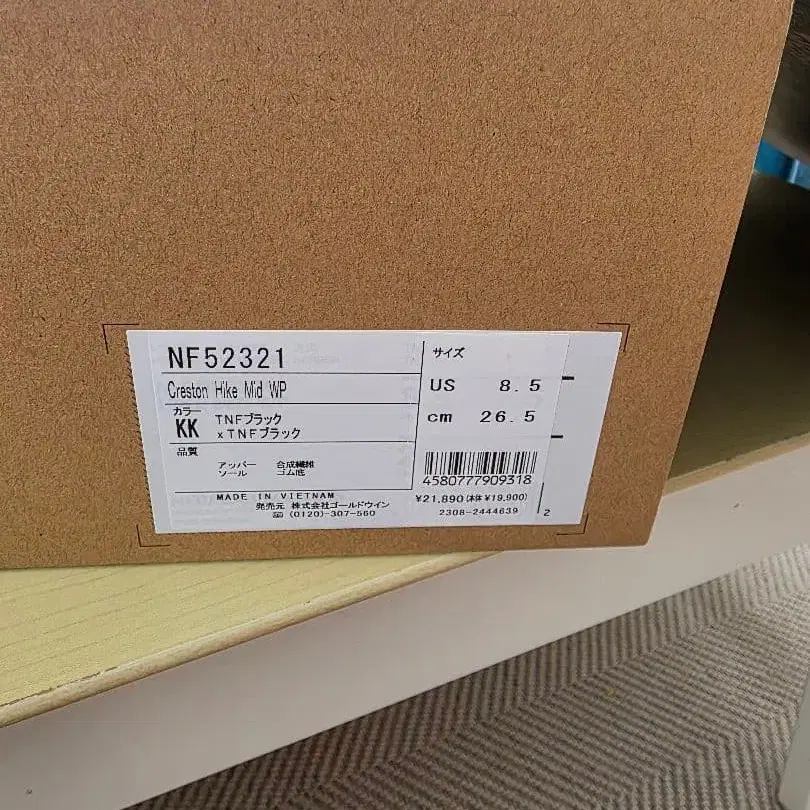 NF52321
Creston Hike Mid WP
カラー
KK
TNFブラック
xTNFブラック
品質
アッパー 合成繊維
ソール ゴム底
MADE IN VIETNAM
発売元 株式会社ゴールドウイン
☎ (0120)-307-560
サイズ
US 8.5
cm 26.5
4580777909318
¥21,890(本体¥19,900)
2308-2444639
2